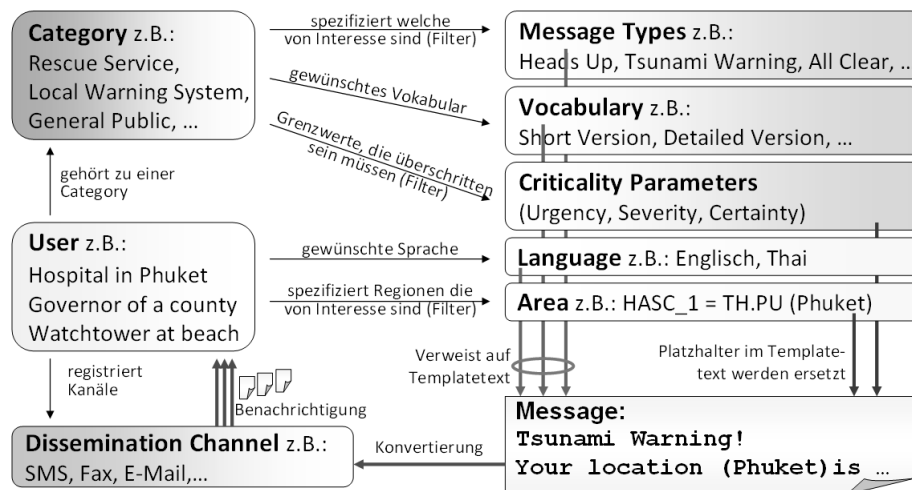 Category z.B.:
Rescue Service,
Local Warning System,
General Public, ...
spezifiziert welche
von Interesse sind (Filter)
gewünschtes Vokabular
Grenzwerte, die überschritten
sein müssen (Filter)
Message Types z.B.:
Heads Up, Tsunami Warning, All Clear, ..
Vocabulary z.B.:
Short Version, Detailed Version, ...
Criticality Parameters
(Urgency, Severity, Certainty)
gehört zu einer
Category
User z.B.:
Hospital in Phuket
Governor of a county
Watchtower at beach
gewünschte Sprache
spezifiziert Regionen die
von Interesse sind (Filter)
Language z.B.: Englisch, Thai
Area z.B.: HASC_1 = TH.PU (Phuket)
registriert
Kanäle
Benachrichtigung
Verweist auf
Templatetext
Platzhalter im Template-
text werden ersetzt
Dissemination Channel z.B.:
SMS, Fax, E-Mail,...
Konvertierung
Message:
Tsunami Warning!
Your location (Phuket)is ...